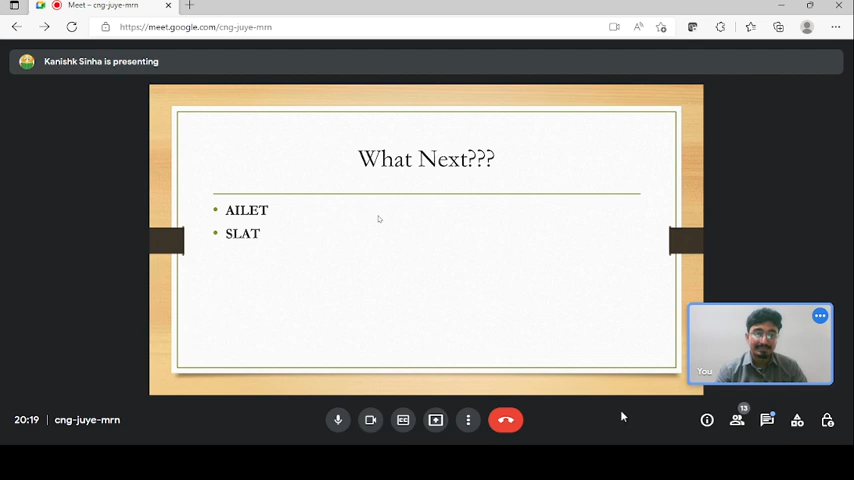 Meet – cng-juye-mrn
https://meet.google.com/cng-juye-mrn
Kanishk Sinha is presenting
What Next???
• AILET
• SLAT
You
20:19 | cng-juye-mrn
13